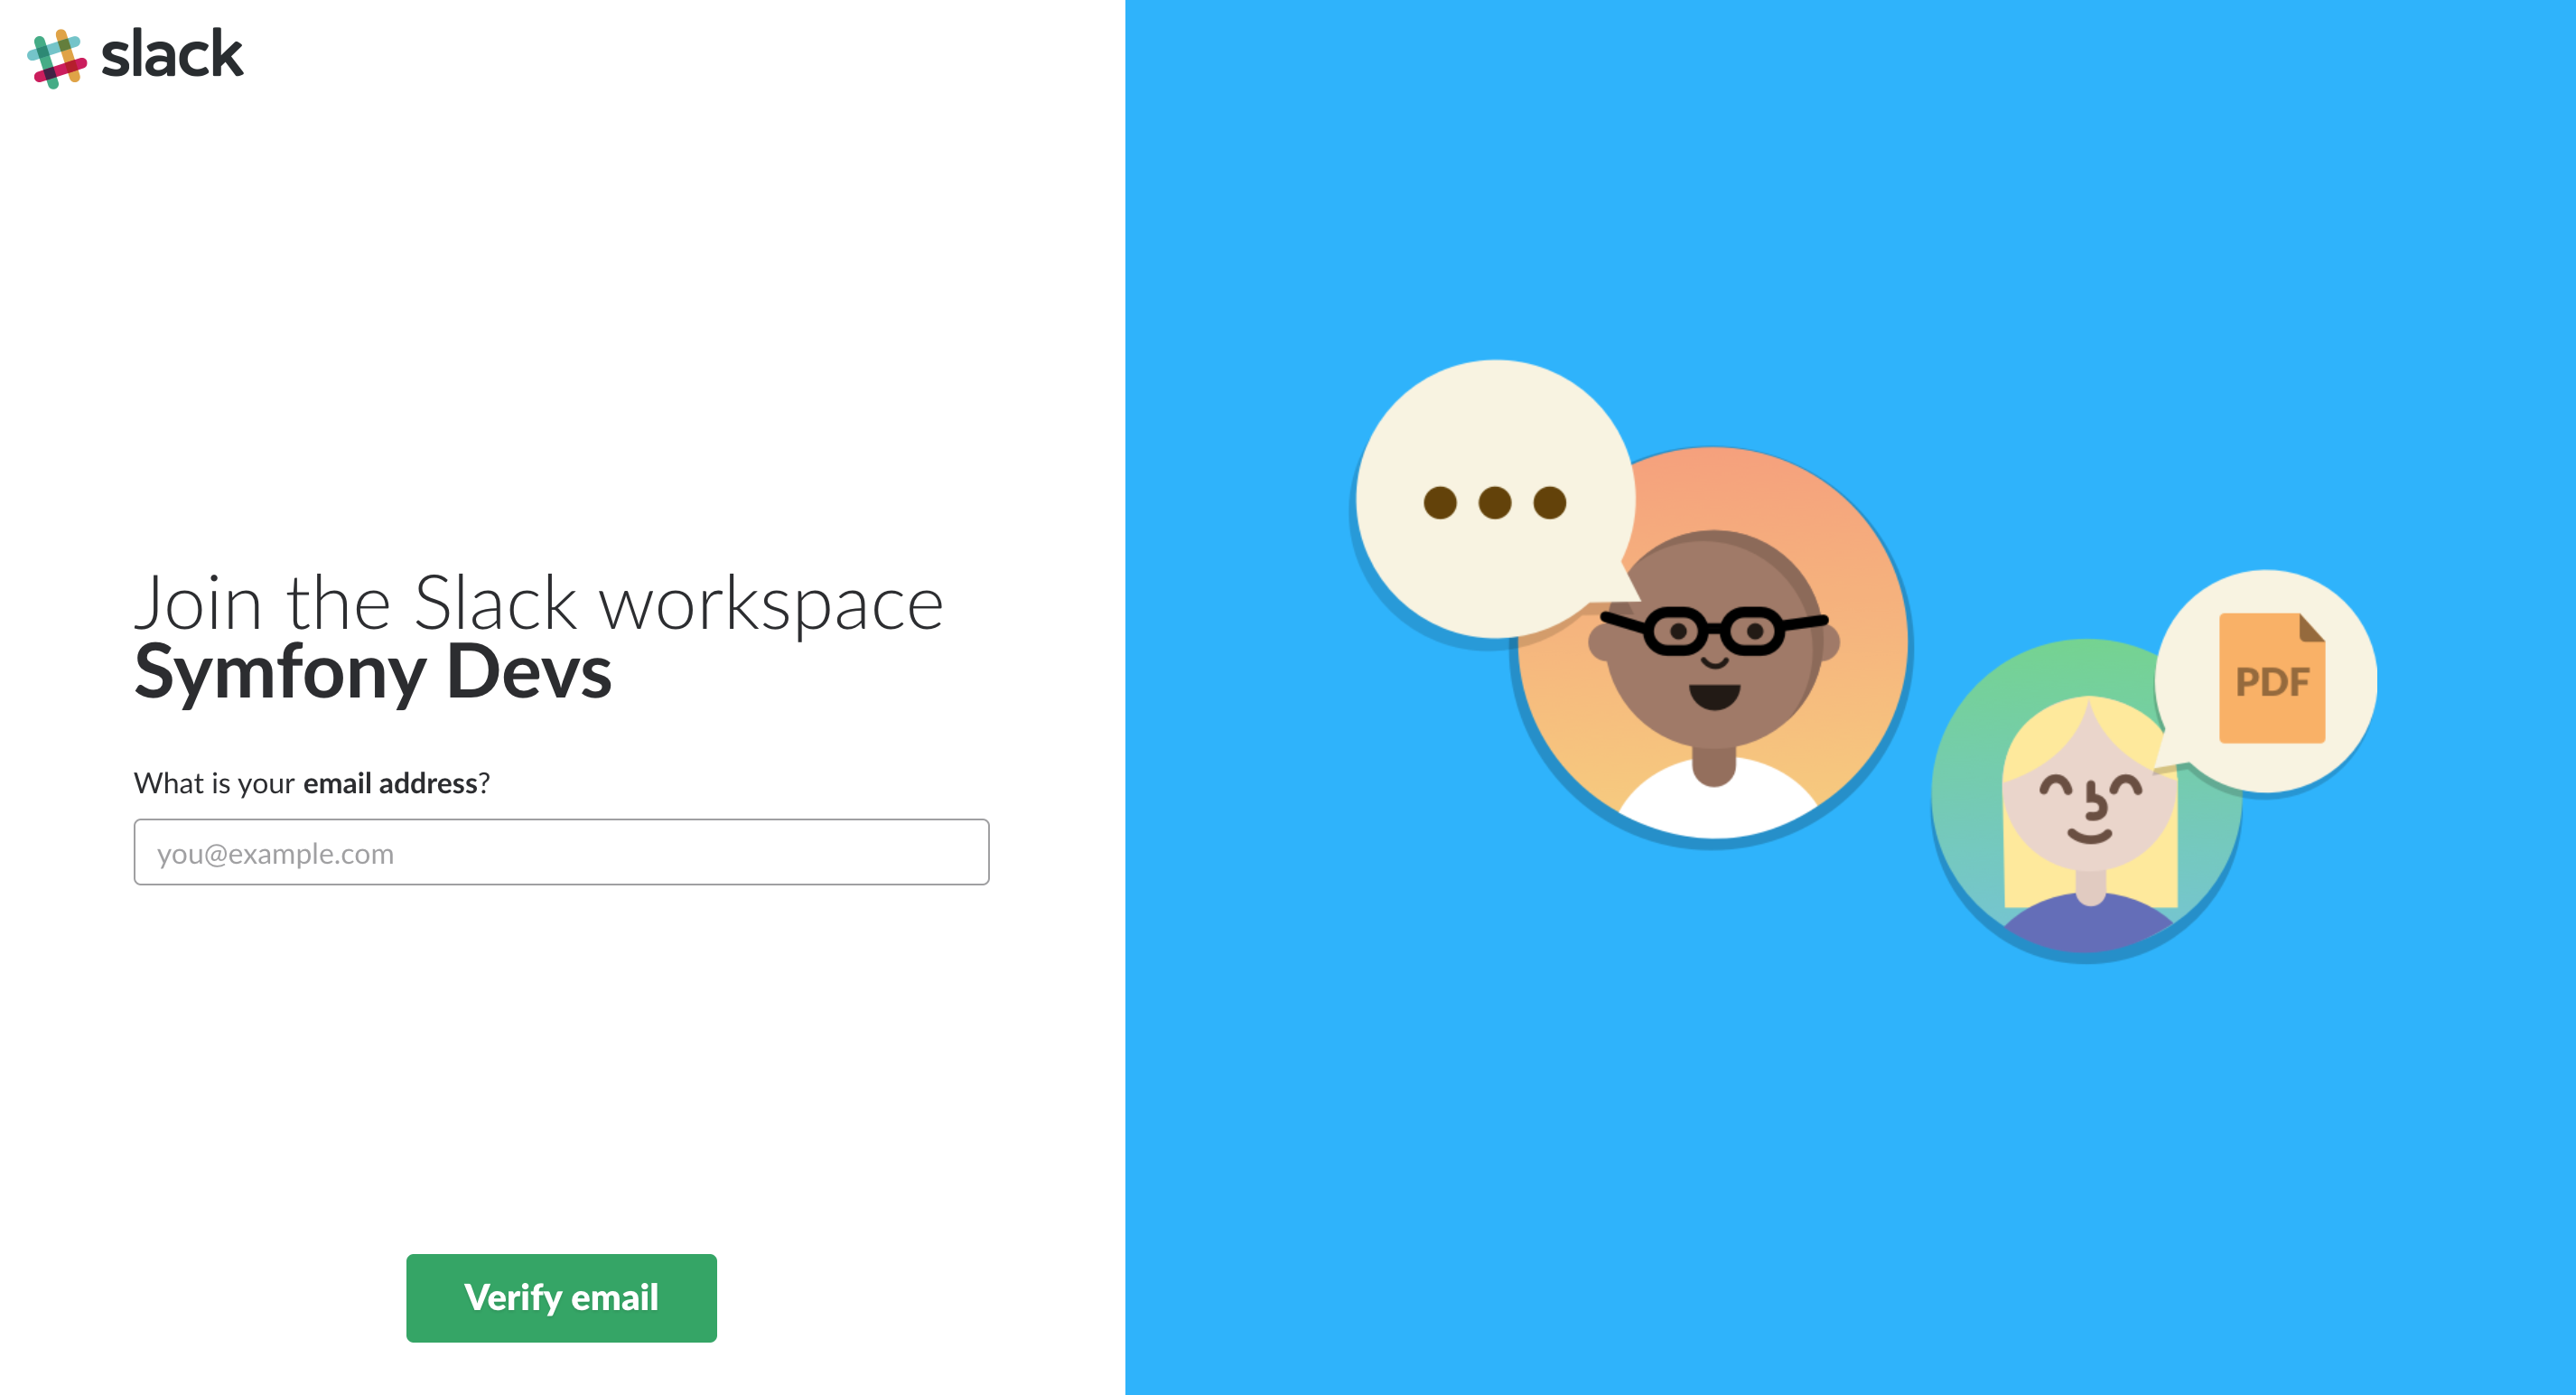 slack
Join the Slack workspace
Symfony Devs
What is your email address?
you@example.com
Verify email
PDF